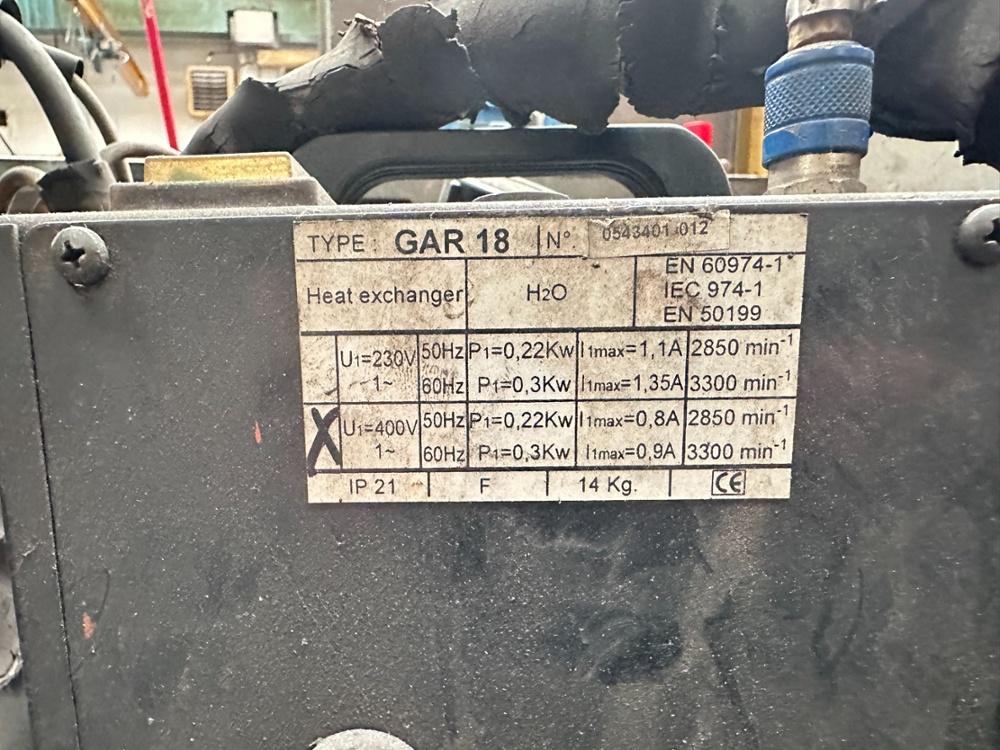 TYPE: GAR 18 N°. 0543401 012
Heat exchanger H2O EN 60974-1
IEC 974-1
EN 50199
U1=230V 1~ 50Hz P1=0,22Kw I1max=1,1A 2850 min-1
60Hz P1=0,3Kw I1max=1,35A 3300 min-1
X U1=400V 1~ 50Hz P1=0,22Kw I1max=0,8A 2850 min-1
60Hz P1=0,3Kw I1max=0,9A 3300 min-1
IP 21 F 14 Kg. CE